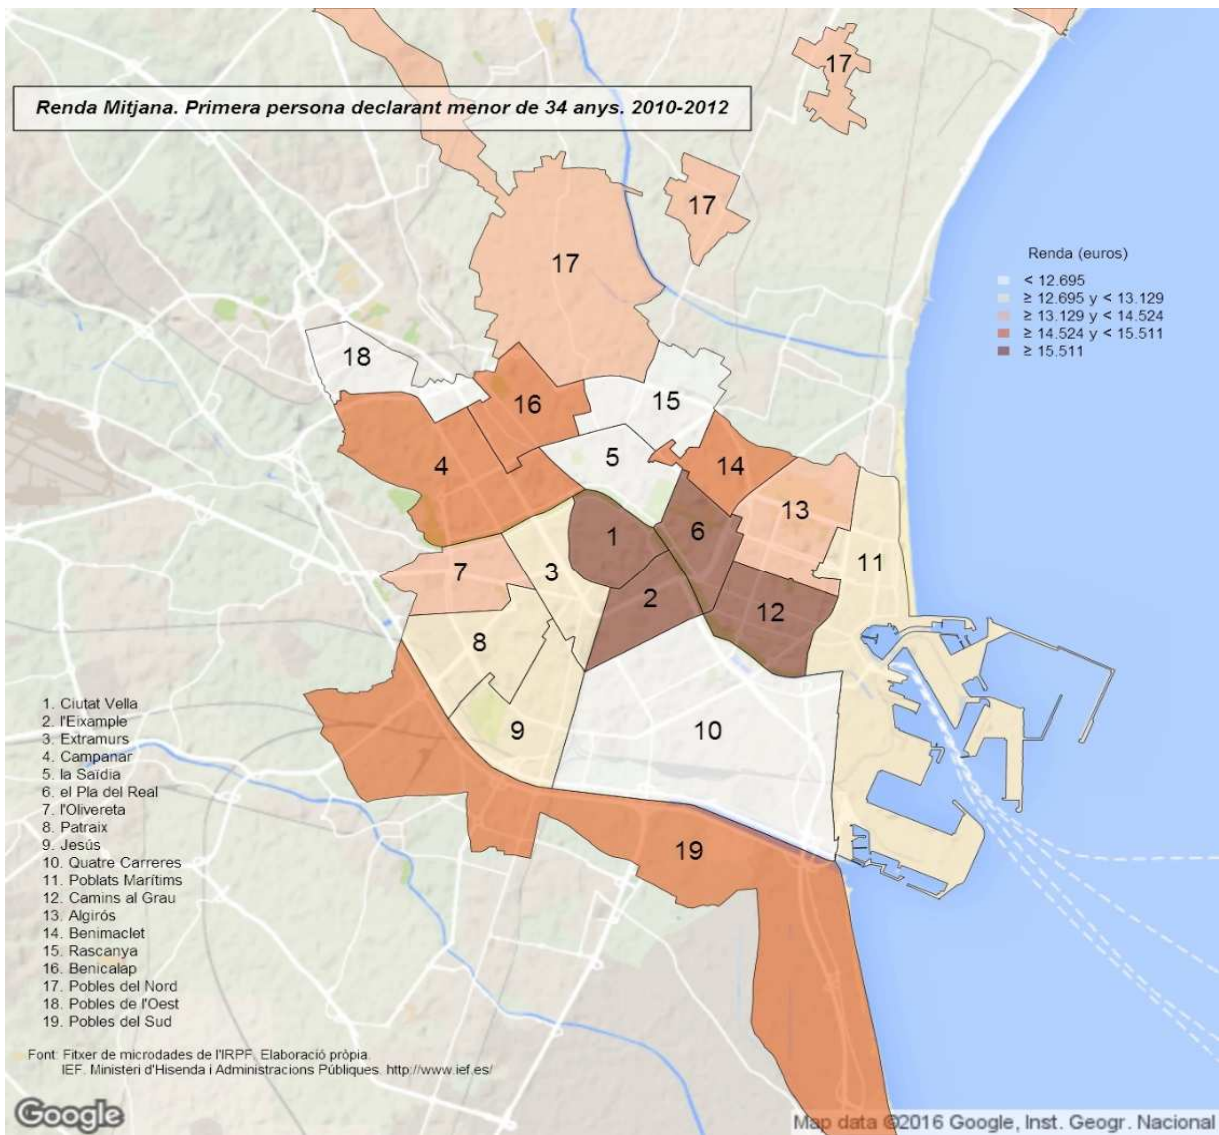 Renda Mitjana. Primera persona declarant menor de 34 anys. 2010-2012
17
17
17
Renda (euros)
< 12.695
≥ 12.695 y < 13.129
≥ 13.129 y < 14.524
≥ 14.524 y < 15.511
≥ 15.511
18
16
15
4
5
14
13
1
6
11
7
3
2
12
8
9
10
19
1. Ciutat Vella
2. l'Eixample
3. Extramurs
4. Campanar
5. la Saïdia
6. el Pla del Real
7. l'Olivereta
8. Patraix
9. Jesús
10. Quatre Carreres
11. Poblats Marítims
12. Camins al Grau
13. Algirós
14. Benimaclet
15. Rascanya
16. Benicalap
17. Pobles del Nord
18. Pobles de l'Oest
19. Pobles del Sud
Font: Fitxer de microdades de l'IRPF. Elaboració pròpia.
IEF. Ministeri d'Hisenda i Administracions Públiques. http://www.ief.es/
Google
Map data ©2016 Google, Inst. Geogr. Nacional